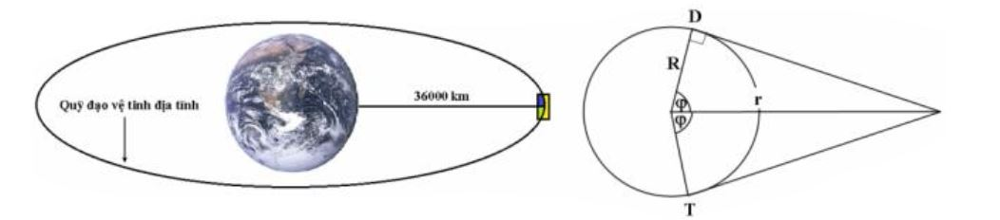 Quỹ đạo vệ tinh địa tĩnh
36000 km
D
R
φ
φ
r
T